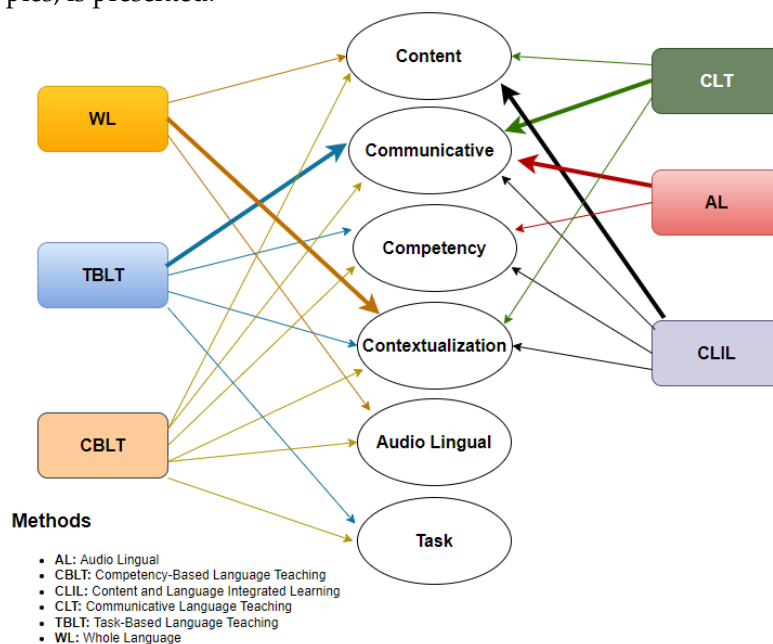 Content
CLT
WL
Communicative
AL
Competency
TBLT
Contextualization
CLIL
Audio Lingual
CBLT
Task
Methods
• AL: Audio Lingual
• CBLT: Competency-Based Language Teaching
• CLIL: Content and Language Integrated Learning
• CLT: Communicative Language Teaching
• TBLT: Task-Based Language Teaching
• WL: Whole Language